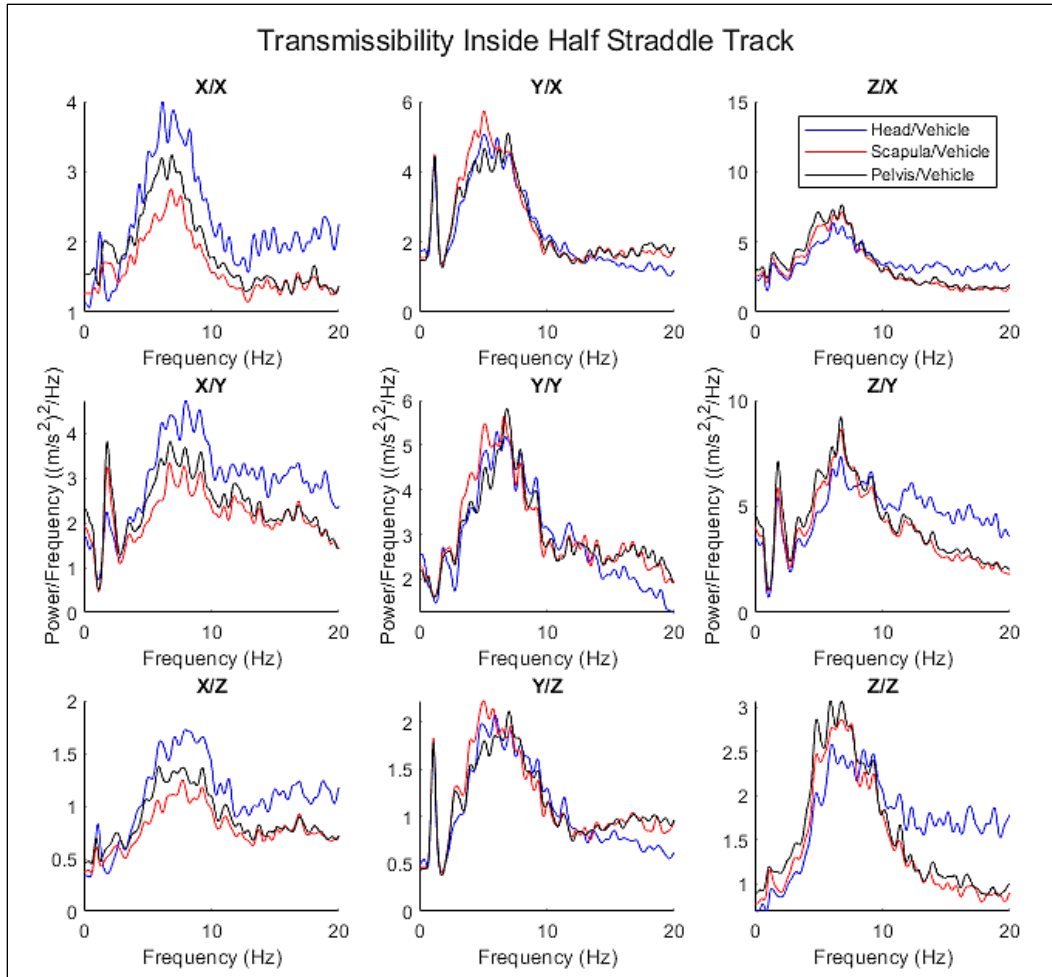 Transmissibility Inside Half Straddle Track
X/X
4
3
2
1
0 10 20
Frequency (Hz)
Y/X
6
4
2
0
0 10 20
Frequency (Hz)
Z/X
15
10
5
0
0 10 20
Frequency (Hz)
Head/Vehicle
Scapula/Vehicle
Pelvis/Vehicle
X/Y
Power/Frequency ((m/s²)²/Hz)
4
3
2
1
0
0 10 20
Frequency (Hz)
Y/Y
Power/Frequency ((m/s²)²/Hz)
6
5
4
3
2
0 10 20
Frequency (Hz)
Z/Y
Power/Frequency ((m/s²)²/Hz)
10
5
0
0 10 20
Frequency (Hz)
X/Z
2
1.5
1
0.5
0
0 10 20
Frequency (Hz)
Y/Z
2
1.5
1
0.5
0
0 10 20
Frequency (Hz)
Z/Z
3
2.5
2
1.5
1
0 10 20
Frequency (Hz)